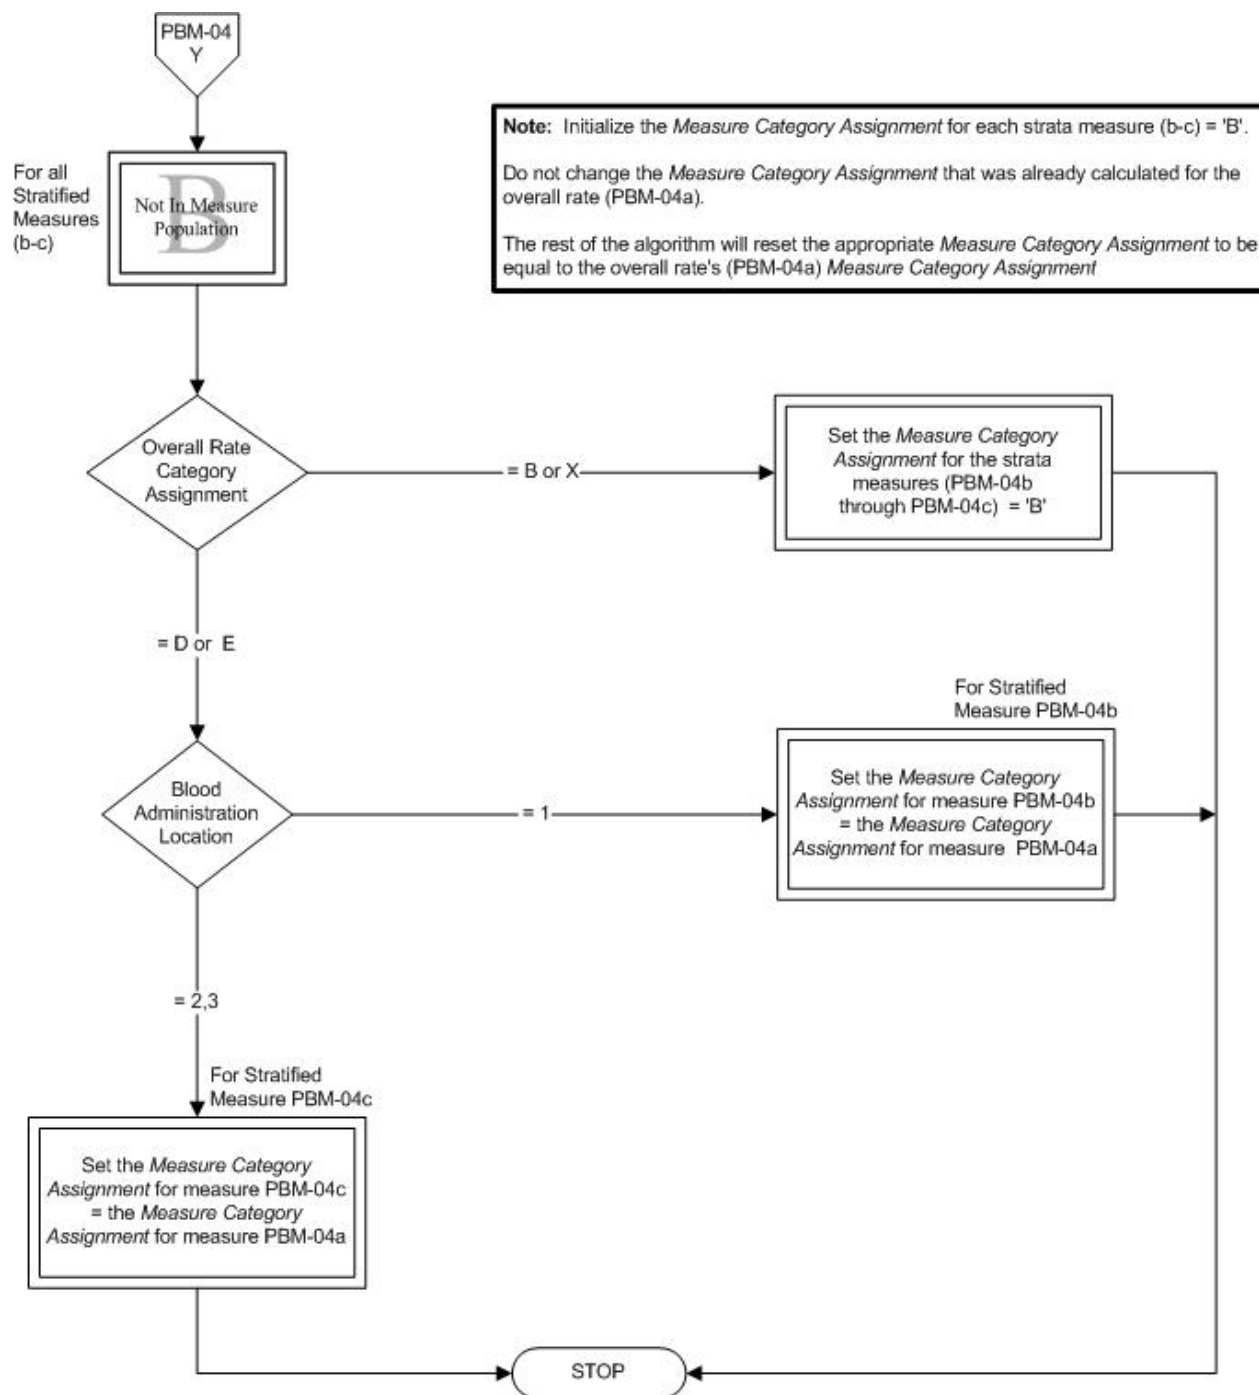 PBM-04
Y
Note: Initialize the Measure Category Assignment for each strata measure (b-c) = 'B'.
Do not change the Measure Category Assignment that was already calculated for the
overall rate (PBM-04a).
The rest of the algorithm will reset the appropriate Measure Category Assignment to be
equal to the overall rate's (PBM-04a) Measure Category Assignment
For all
Stratified
Measures
(b-c)
B
Not In Measure
Population
Overall Rate
Category
Assignment
= B or X
Set the Measure Category
Assignment for the strata
measures (PBM-04b
through PBM-04c) = 'B'
= D or E
For Stratified
Measure PBM-04b
Blood
Administration
Location
= 1
Set the Measure Category
Assignment for measure PBM-04b
= the Measure Category
Assignment for measure PBM-04a
= 2,3
For Stratified
Measure PBM-04c
Set the Measure Category
Assignment for measure PBM-04c
= the Measure Category
Assignment for measure PBM-04a
STOP